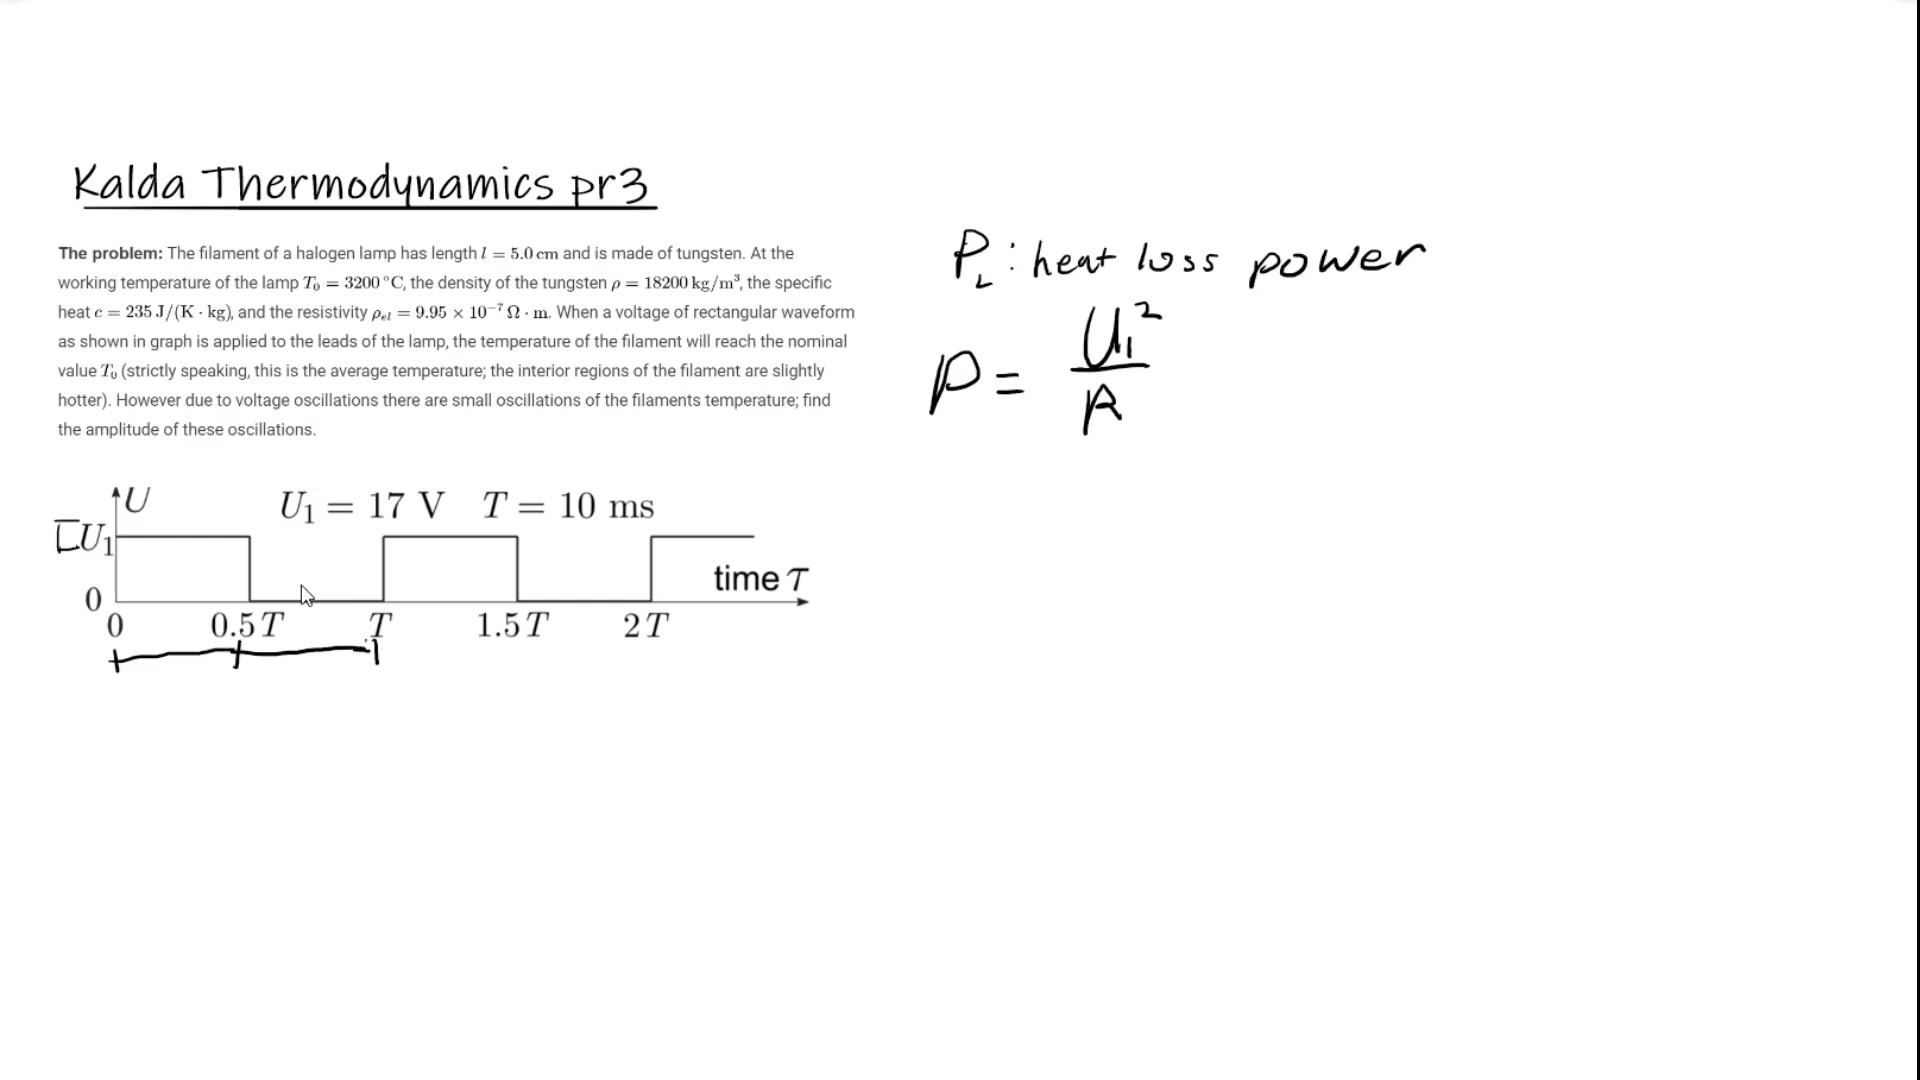 Kalda Thermodynamics pr3
The problem: The filament of a halogen lamp has length l = 5.0 cm and is made of tungsten. At the
working temperature of the lamp T₀ = 3200 °C, the density of the tungsten ρ = 18200 kg/m³, the specific
heat c = 235 J/(K · kg), and the resistivity ρₑₗ = 9.95 × 10⁻⁷ Ω · m. When a voltage of rectangular waveform
as shown in graph is applied to the leads of the lamp, the temperature of the filament will reach the nominal
value T₀ (strictly speaking, this is the average temperature; the interior regions of the filament are slightly
hotter). However due to voltage oscillations there are small oscillations of the filaments temperature; find
the amplitude of these oscillations.
U
U₁ = 17 V T = 10 ms
U₁
time τ
0
0 0.5T T 1.5T 2T
P_L : heat loss power
P = U₁² / R